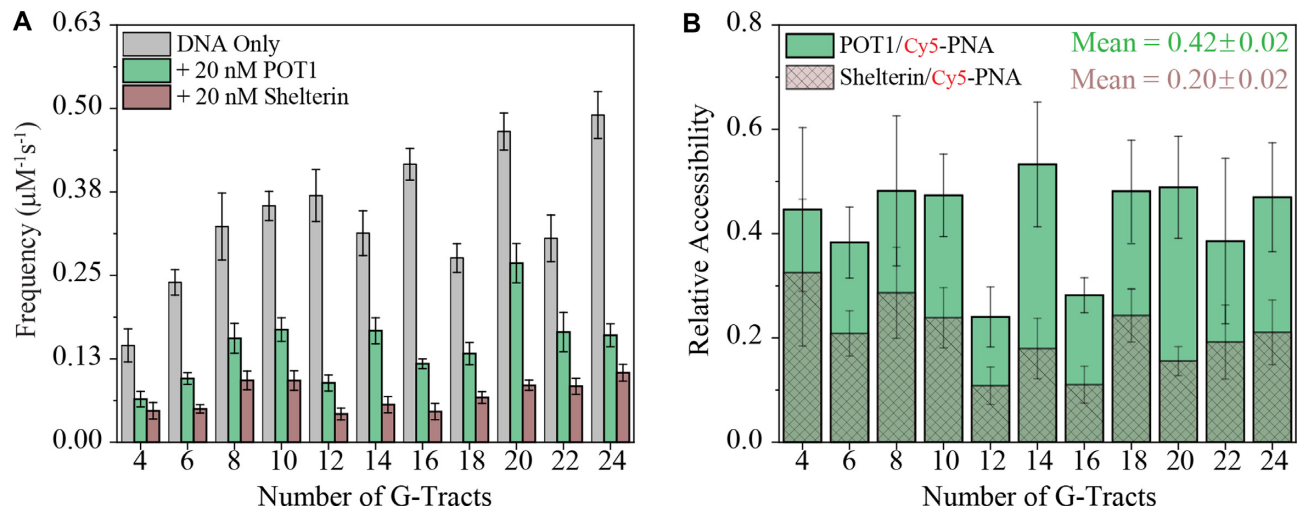 A
0.63
0.50
0.38
0.25
0.13
0.00
Frequency (µM⁻¹s⁻¹)
DNA Only
+ 20 nM POT1
+ 20 nM Shelterin
4 6 8 10 12 14 16 18 20 22 24
Number of G-Tracts
B
0.8
0.6
0.4
0.2
0.0
Relative Accessibility
POT1/Cy5-PNA
Shelterin/Cy5-PNA
Mean = 0.42±0.02
Mean = 0.20±0.02
4 6 8 10 12 14 16 18 20 22 24
Number of G-Tracts